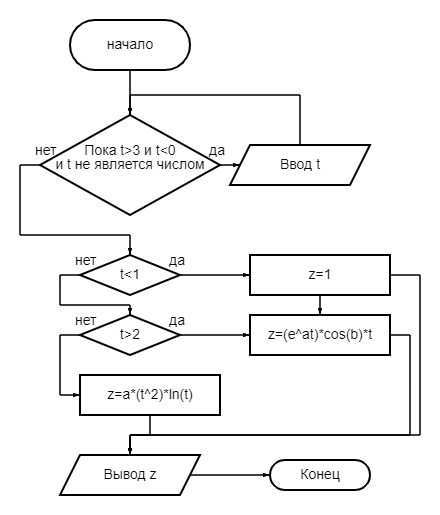 начало
Пока t>3 и t<0
и t не является числом
нет
да
Ввод t
нет
t<1
да
z=1
нет
t>2
да
z=(e^at)*cos(b)*t
z=a*(t^2)*ln(t)
Вывод z
Конец